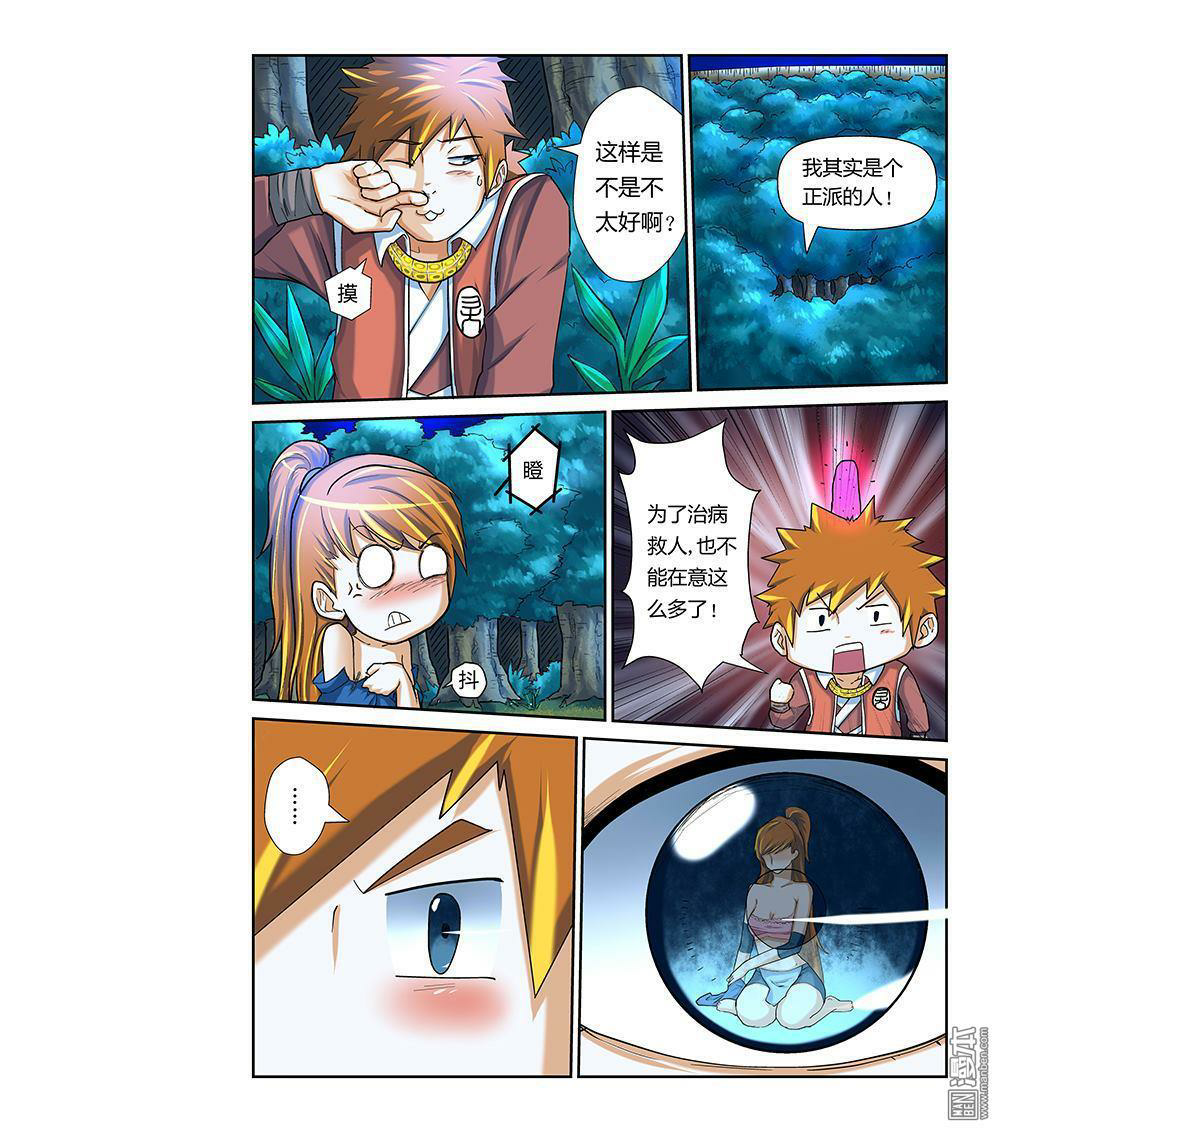 这样是
不是不
太好啊？
摸
我其实是个
正派的人！
瞪
抖
为了治病
救人，也不
能在意这
么多了！
……
MAN
BEN
漫本
www.manben.com